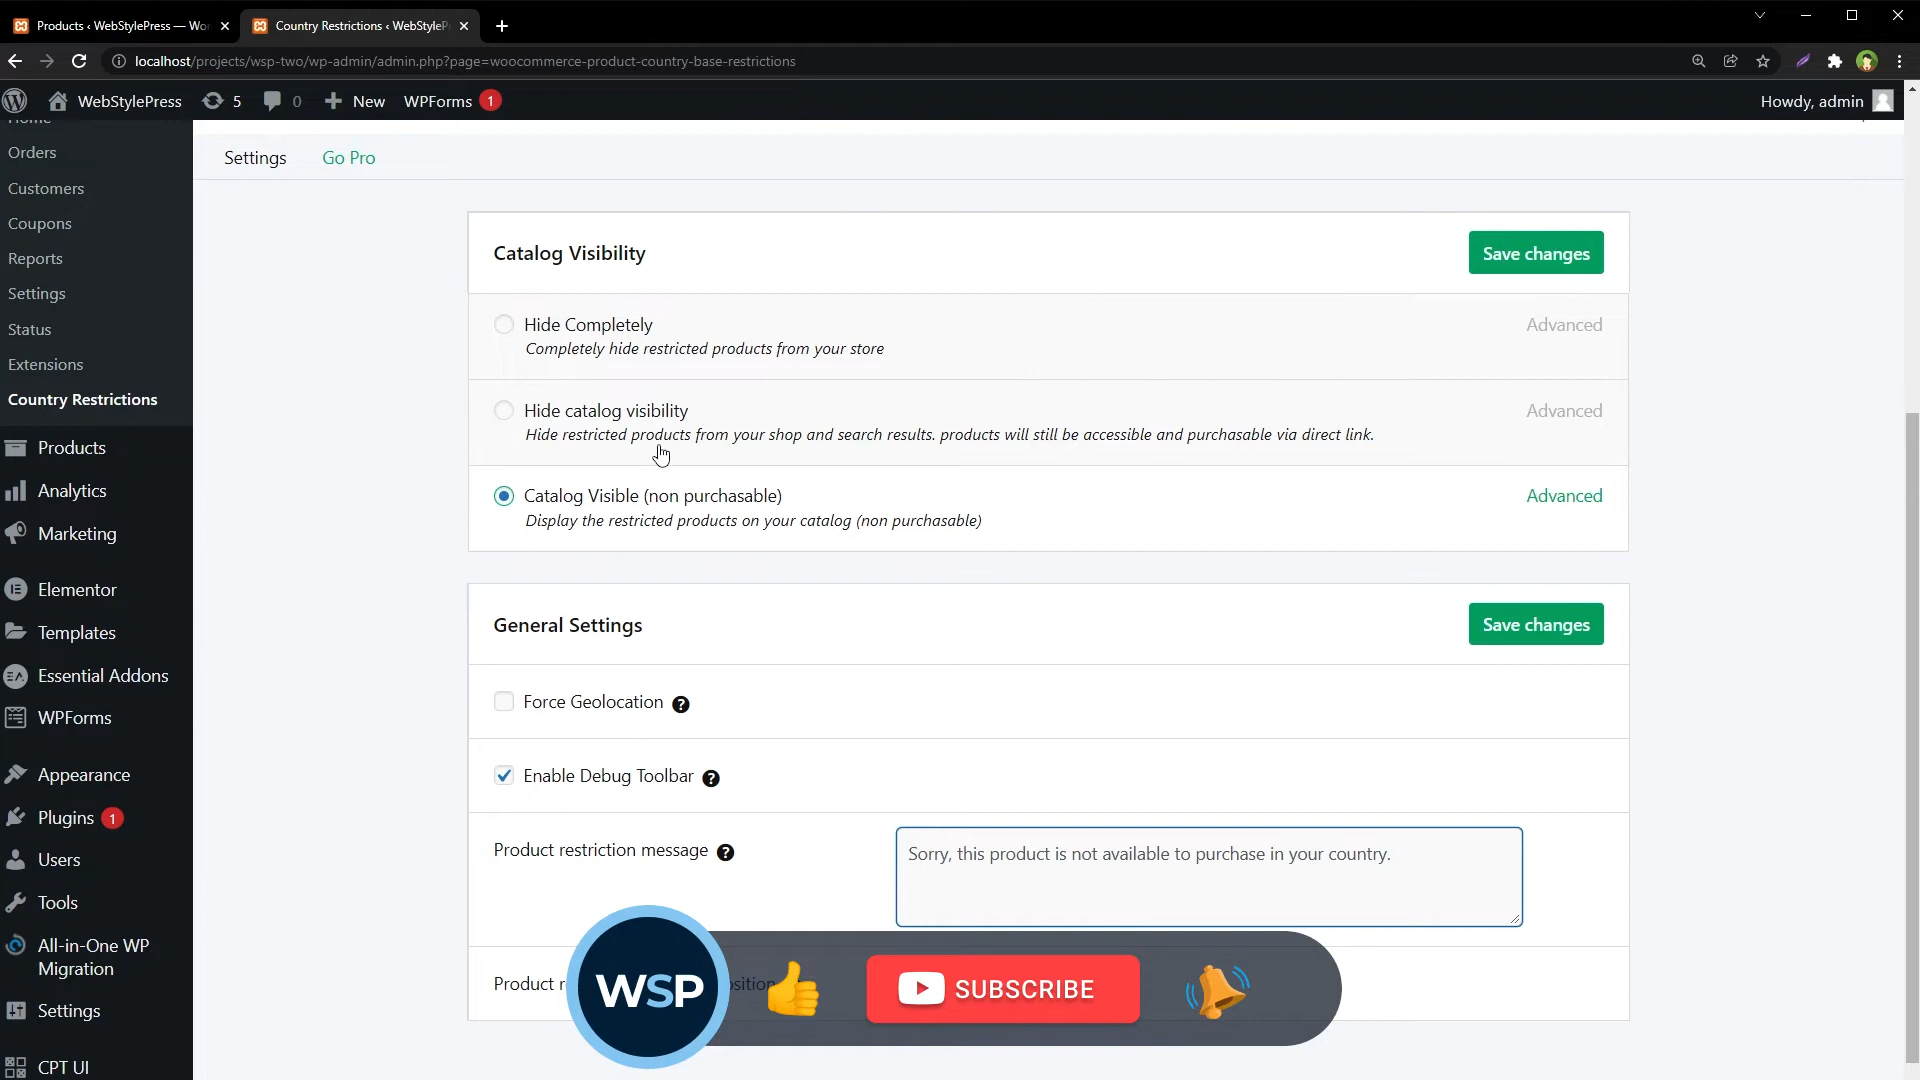 Products ‹ WebStylePress — Wo
Country Restrictions ‹ WebStyleP
localhost/projects/wsp-two/wp-admin/admin.php?page=woocommerce-product-country-base-restrictions
WebStylePress
5
0
New
WPForms 1
Howdy, admin
Home
Orders
Customers
Coupons
Reports
Settings
Status
Extensions
Country Restrictions
Products
Analytics
Marketing
Elementor
Templates
Essential Addons
WPForms
Appearance
Plugins 1
Users
Tools
All-in-One WP
Migration
Settings
CPT UI
Settings
Go Pro
Catalog Visibility
Save changes
Hide Completely
Advanced
Completely hide restricted products from your store
Hide catalog visibility
Advanced
Hide restricted products from your shop and search results. products will still be accessible and purchasable via direct link.
Catalog Visible (non purchasable)
Advanced
Display the restricted products on your catalog (non purchasable)
General Settings
Save changes
Force Geolocation ?
Enable Debug Toolbar ?
Product restriction message ?
Sorry, this product is not available to purchase in your country.
Product r
osition
WSP
SUBSCRIBE